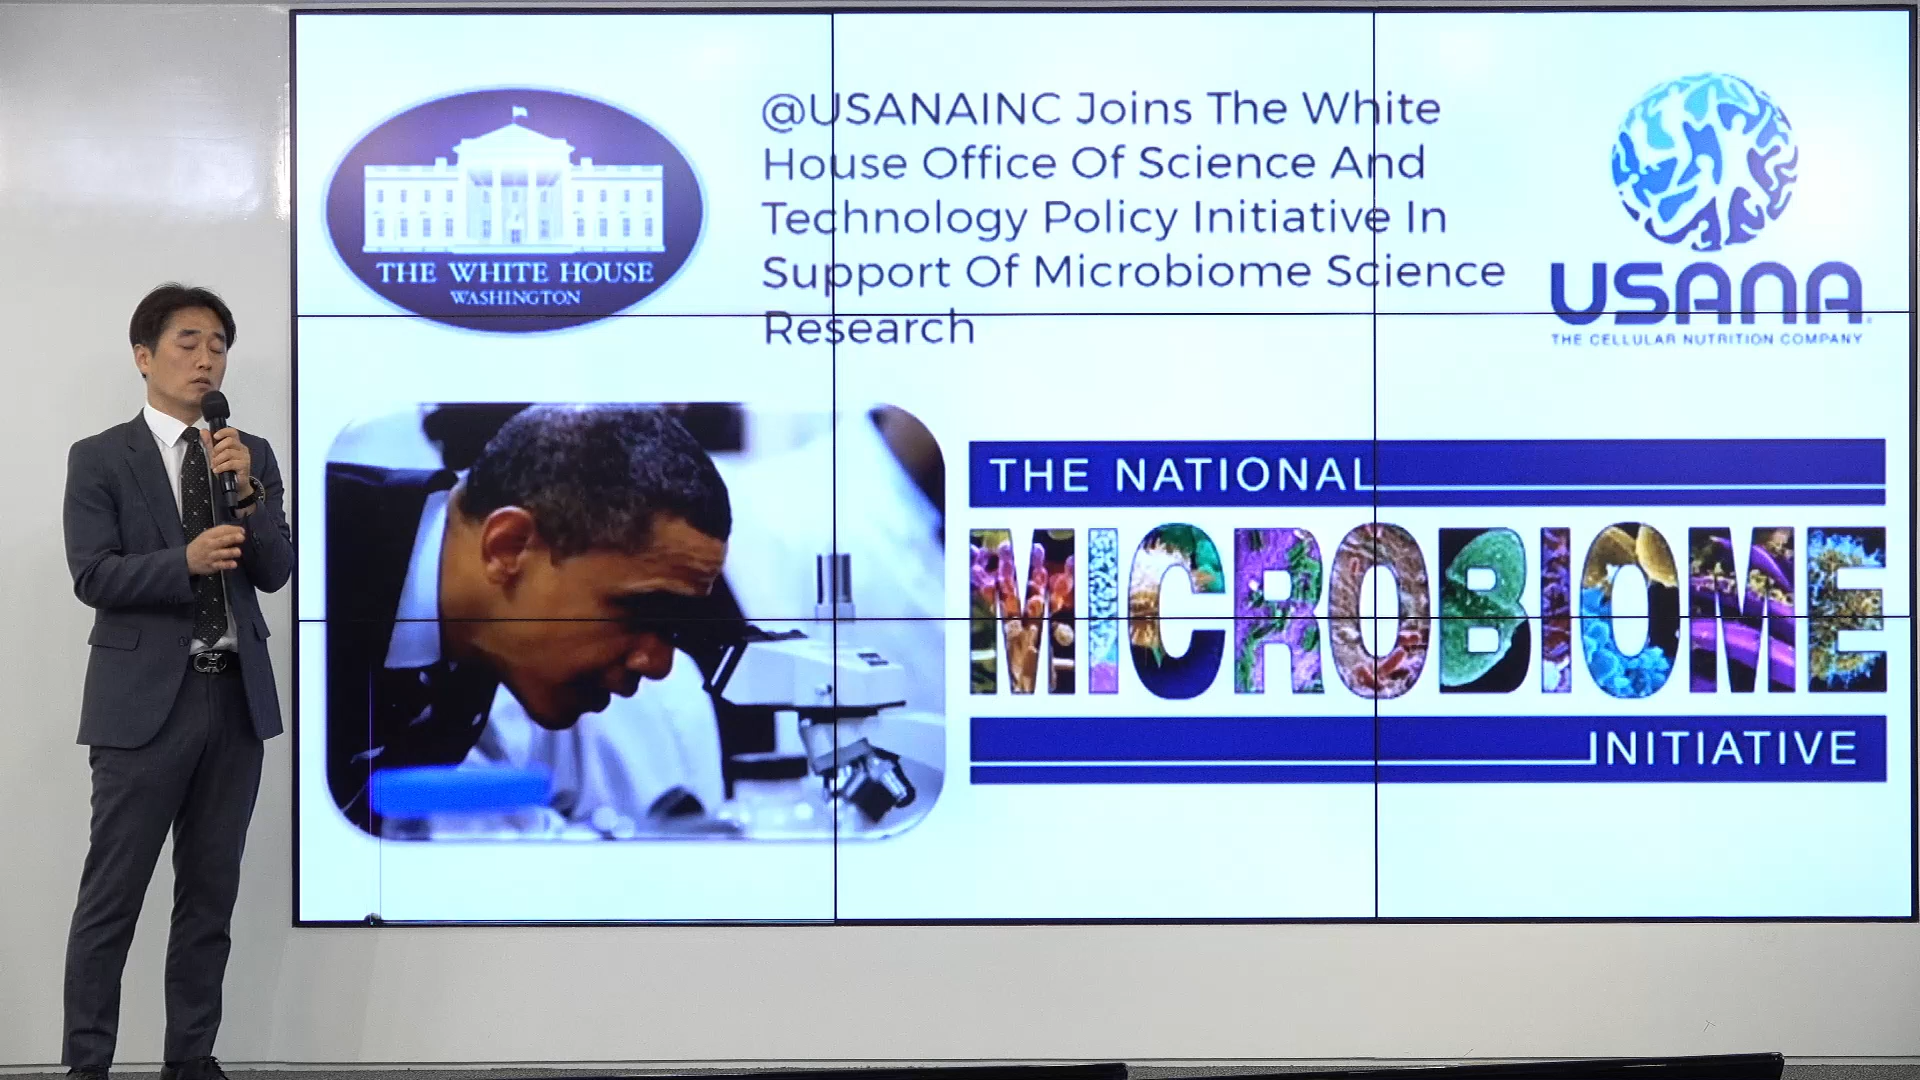 THE WHITE HOUSE
WASHINGTON
@USANAINC Joins The White
House Office Of Science And
Technology Policy Initiative In
Support Of Microbiome Science
Research
USANA
THE CELLULAR NUTRITION COMPANY
THE NATIONAL
MICROBIOME
INITIATIVE